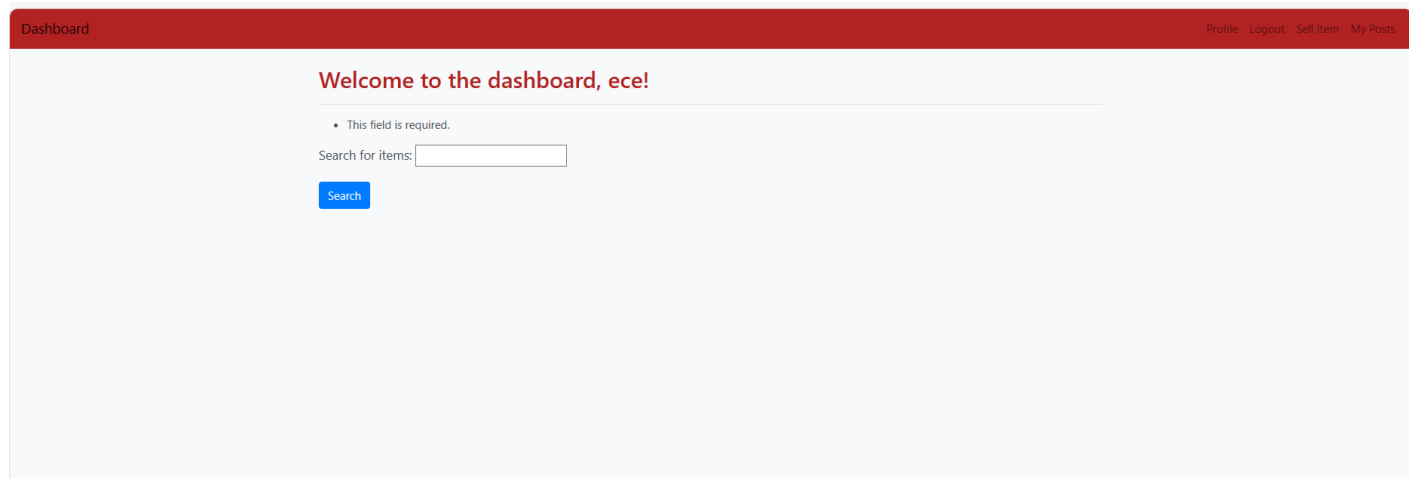 Dashboard Profile Logout Sell Item My Posts
Welcome to the dashboard, ece!
This field is required.
Search for items:
Search